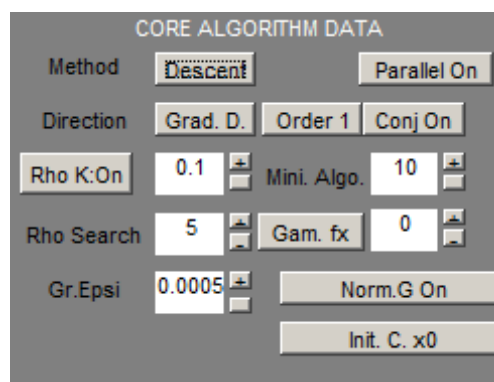 CORE ALGORITHM DATA
Method Descent Parallel On
Direction Grad. D. Order 1 Conj On
Rho K:On 0.1 + Mini. Algo. 10 +
Rho Search 5 + - Gam. fx 0 + -
Gr.Epsi 0.0005 + Norm.G On
Init. C. x0